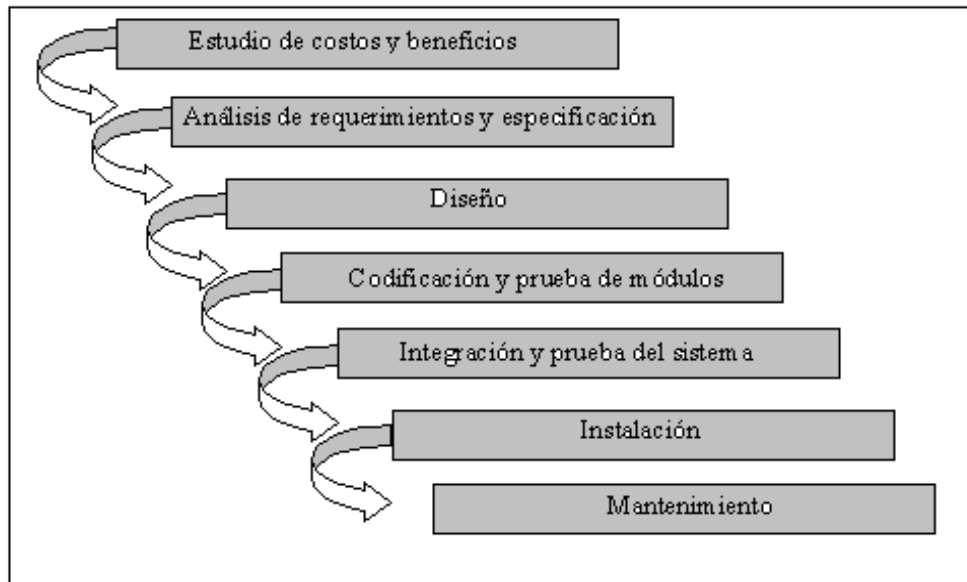 Estudio de costos y beneficios
Análisis de requerimientos y especificación
Diseño
Codificación y prueba de módulos
Integración y prueba del sistema
Instalación
Mantenimiento